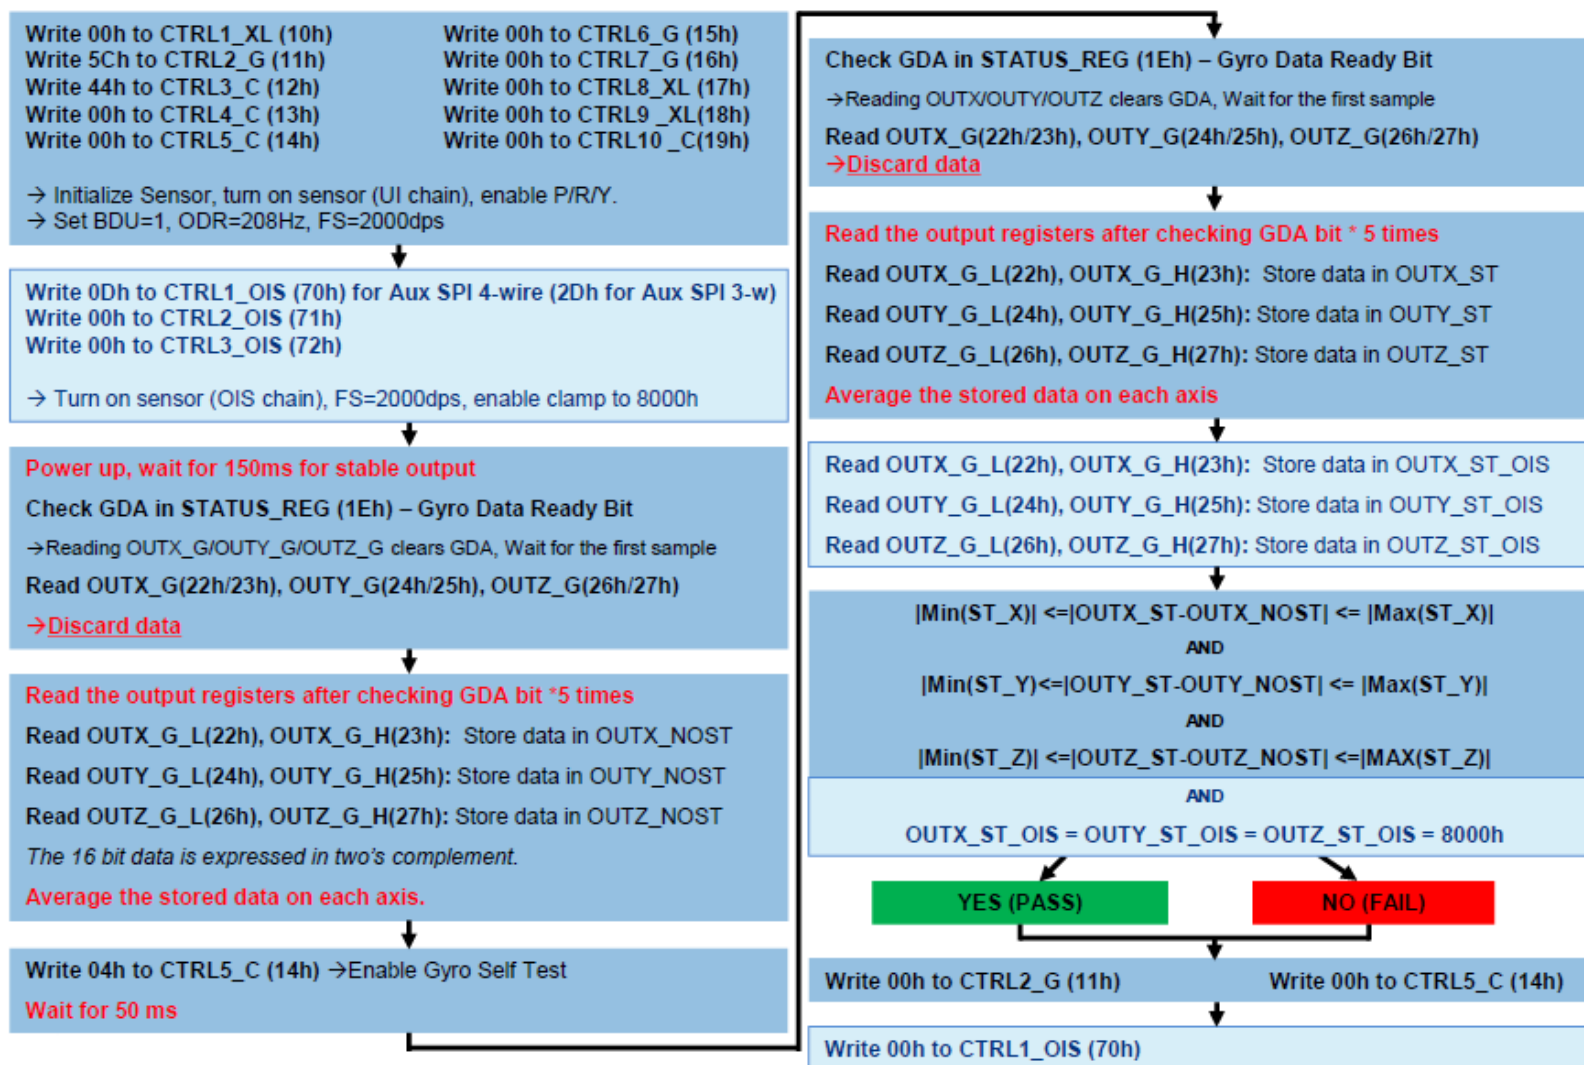 Write 00h to CTRL1_XL (10h)
Write 5Ch to CTRL2_G (11h)
Write 44h to CTRL3_C (12h)
Write 00h to CTRL4_C (13h)
Write 00h to CTRL5_C (14h)
Write 00h to CTRL6_G (15h)
Write 00h to CTRL7_G (16h)
Write 00h to CTRL8_XL (17h)
Write 00h to CTRL9 _XL(18h)
Write 00h to CTRL10 _C(19h)
→ Initialize Sensor, turn on sensor (UI chain), enable P/R/Y.
→ Set BDU=1, ODR=208Hz, FS=2000dps
Write 0Dh to CTRL1_OIS (70h) for Aux SPI 4-wire (2Dh for Aux SPI 3-w)
Write 00h to CTRL2_OIS (71h)
Write 00h to CTRL3_OIS (72h)
→ Turn on sensor (OIS chain), FS=2000dps, enable clamp to 8000h
Power up, wait for 150ms for stable output
Check GDA in STATUS_REG (1Eh) – Gyro Data Ready Bit
→Reading OUTX_G/OUTY_G/OUTZ_G clears GDA, Wait for the first sample
Read OUTX_G(22h/23h), OUTY_G(24h/25h), OUTZ_G(26h/27h)
→Discard data
Read the output registers after checking GDA bit *5 times
Read OUTX_G_L(22h), OUTX_G_H(23h): Store data in OUTX_NOST
Read OUTY_G_L(24h), OUTY_G_H(25h): Store data in OUTY_NOST
Read OUTZ_G_L(26h), OUTZ_G_H(27h): Store data in OUTZ_NOST
The 16 bit data is expressed in two's complement.
Average the stored data on each axis.
Write 04h to CTRL5_C (14h) →Enable Gyro Self Test
Wait for 50 ms
Check GDA in STATUS_REG (1Eh) – Gyro Data Ready Bit
→Reading OUTX/OUTY/OUTZ clears GDA, Wait for the first sample
Read OUTX_G(22h/23h), OUTY_G(24h/25h), OUTZ_G(26h/27h)
→Discard data
Read the output registers after checking GDA bit * 5 times
Read OUTX_G_L(22h), OUTX_G_H(23h): Store data in OUTX_ST
Read OUTY_G_L(24h), OUTY_G_H(25h): Store data in OUTY_ST
Read OUTZ_G_L(26h), OUTZ_G_H(27h): Store data in OUTZ_ST
Average the stored data on each axis
Read OUTX_G_L(22h), OUTX_G_H(23h): Store data in OUTX_ST_OIS
Read OUTY_G_L(24h), OUTY_G_H(25h): Store data in OUTY_ST_OIS
Read OUTZ_G_L(26h), OUTZ_G_H(27h): Store data in OUTZ_ST_OIS
|Min(ST_X)| <=|OUTX_ST-OUTX_NOST| <= |Max(ST_X)|
AND
|Min(ST_Y)<=|OUTY_ST-OUTY_NOST| <= |Max(ST_Y)|
AND
|Min(ST_Z)| <=|OUTZ_ST-OUTZ_NOST| <=|MAX(ST_Z)|
AND
OUTX_ST_OIS = OUTY_ST_OIS = OUTZ_ST_OIS = 8000h
YES (PASS)
NO (FAIL)
Write 00h to CTRL2_G (11h)
Write 00h to CTRL5_C (14h)
Write 00h to CTRL1_OIS (70h)